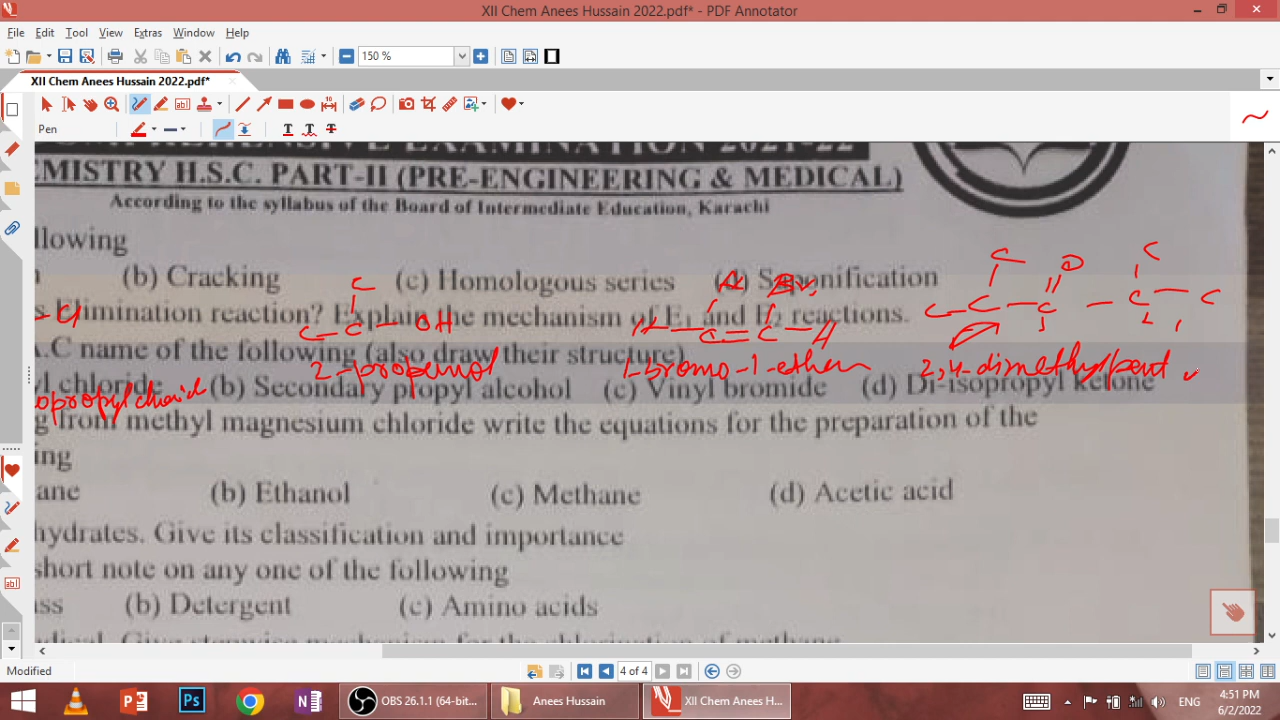 XII Chem Anees Hussain 2022.pdf* - PDF Annotator
File Edit Tool View Extras Window Help
150 %
XII Chem Anees Hussain 2022.pdf*
Pen
EMISTRY H.S.C. PART-II (PRE-ENGINEERING & MEDICAL)
According to the syllabus of the Board of Intermediate Education, Karachi
llowing
(b) Cracking (c) Homologous series (d) Saponification
s Elimination reaction? Explain the mechanism of E1 and E2 reactions.
.C name of the following (also draw their structure)
yl chloride (b) Secondary propyl alcohol (c) Vinyl bromide (d) Di-isopropyl ketone
C
C - C - OH
2-propenol
C = C - H
1-bromo-1-ethen
C
O
C
C - C - C - C - C
2,4-dimethylpent
g from methyl magnesium chloride write the equations for the preparation of the
ing
ane (b) Ethanol (c) Methane (d) Acetic acid
hydrates. Give its classification and importance
short note on any one of the following
ss (b) Detergent (c) Amino acids
Modified
4 of 4
OBS 26.1.1 (64-bit...
Anees Hussain
XII Chem Anees H...
ENG
4:51 PM
6/2/2022